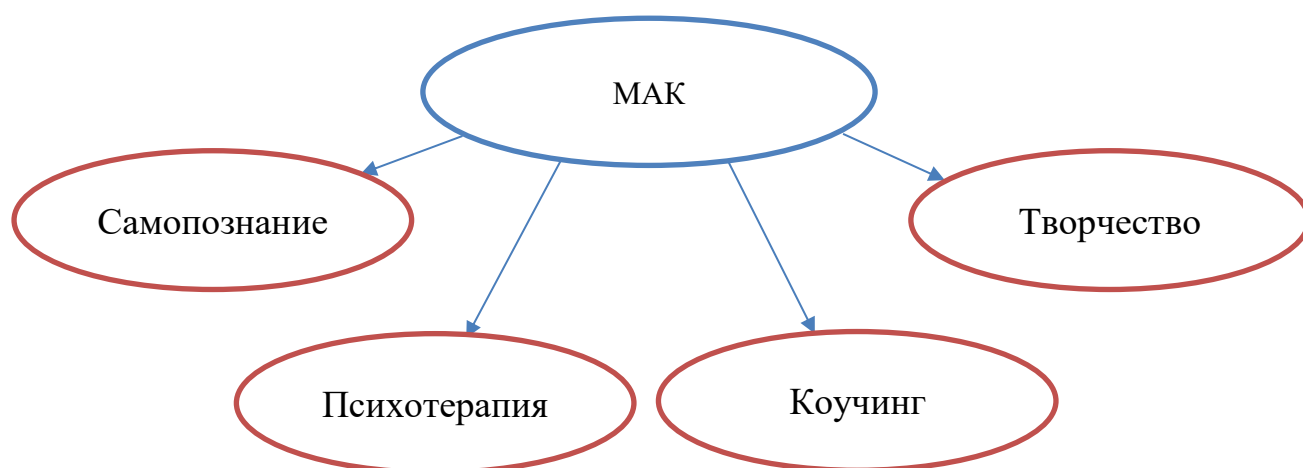 МАК
Самопознание
Творчество
Психотерапия
Коучинг